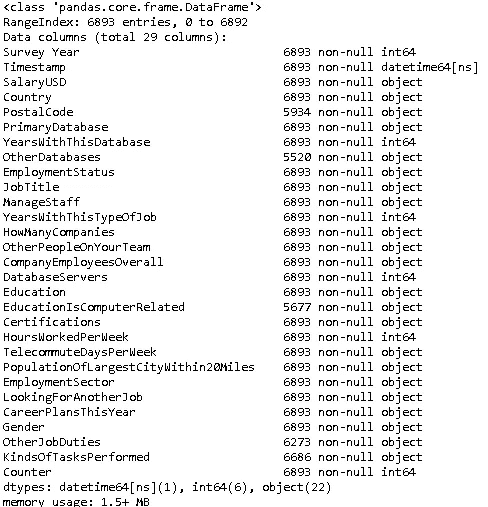 <class 'pandas.core.frame.DataFrame'>
RangeIndex: 6893 entries, 0 to 6892
Data columns (total 29 columns):
Survey Year 6893 non-null int64
Timestamp 6893 non-null datetime64[ns]
SalaryUSD 6893 non-null object
Country 6893 non-null object
PostalCode 5934 non-null object
PrimaryDatabase 6893 non-null object
YearsWithThisDatabase 6893 non-null int64
OtherDatabases 5520 non-null object
EmploymentStatus 6893 non-null object
JobTitle 6893 non-null object
ManageStaff 6893 non-null object
YearsWithThisTypeOfJob 6893 non-null int64
HowManyCompanies 6893 non-null object
OtherPeopleOnYourTeam 6893 non-null object
CompanyEmployeesOverall 6893 non-null object
DatabaseServers 6893 non-null int64
Education 6893 non-null object
EducationIsComputerRelated 5677 non-null object
Certifications 6893 non-null object
HoursWorkedPerWeek 6893 non-null int64
TelecommuteDaysPerWeek 6893 non-null object
PopulationOfLargestCityWithin20Miles 6893 non-null object
EmploymentSector 6893 non-null object
LookingForAnotherJob 6893 non-null object
CareerPlansThisYear 6893 non-null object
Gender 6893 non-null object
OtherJobDuties 6273 non-null object
KindsOfTasksPerformed 6686 non-null object
Counter 6893 non-null int64
dtypes: datetime64[ns](1), int64(6), object(22)
memory usage: 1.5+ MB